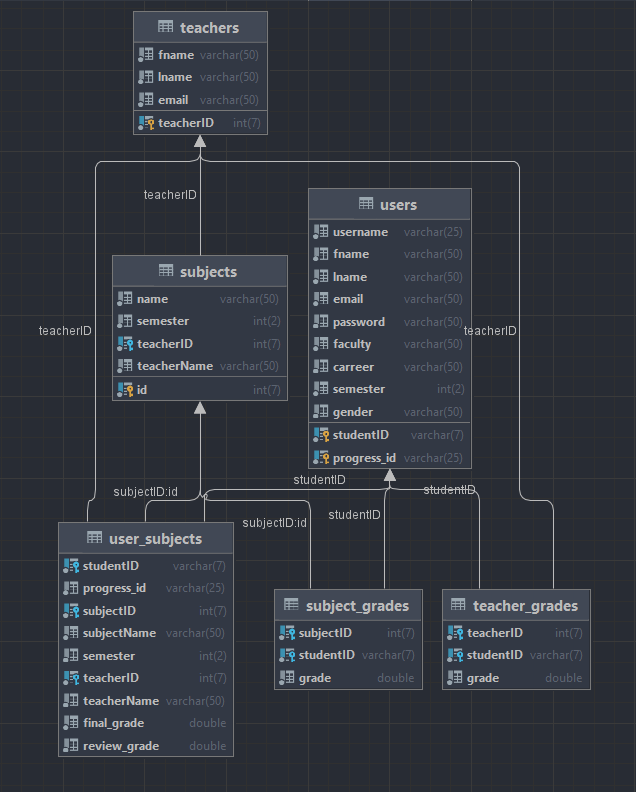 teachers
fname varchar(50)
lname varchar(50)
email varchar(50)
teacherID int(7)
teacherID
users
username varchar(25)
fname varchar(50)
lname varchar(50)
email varchar(50)
password varchar(50)
faculty varchar(50)
carreer varchar(50)
semester int(2)
gender varchar(50)
studentID varchar(7)
progress_id varchar(25)
subjects
name varchar(50)
semester int(2)
teacherID int(7)
teacherName varchar(50)
id int(7)
teacherID
teacherID
studentID
subjectID:id
studentID
studentID
subjectID:id
user_subjects
studentID varchar(7)
progress_id varchar(25)
subjectID int(7)
subjectName varchar(50)
semester int(2)
teacherID int(7)
teacherName varchar(50)
final_grade double
review_grade double
subject_grades
subjectID int(7)
studentID varchar(7)
grade double
teacher_grades
teacherID int(7)
studentID varchar(7)
grade double